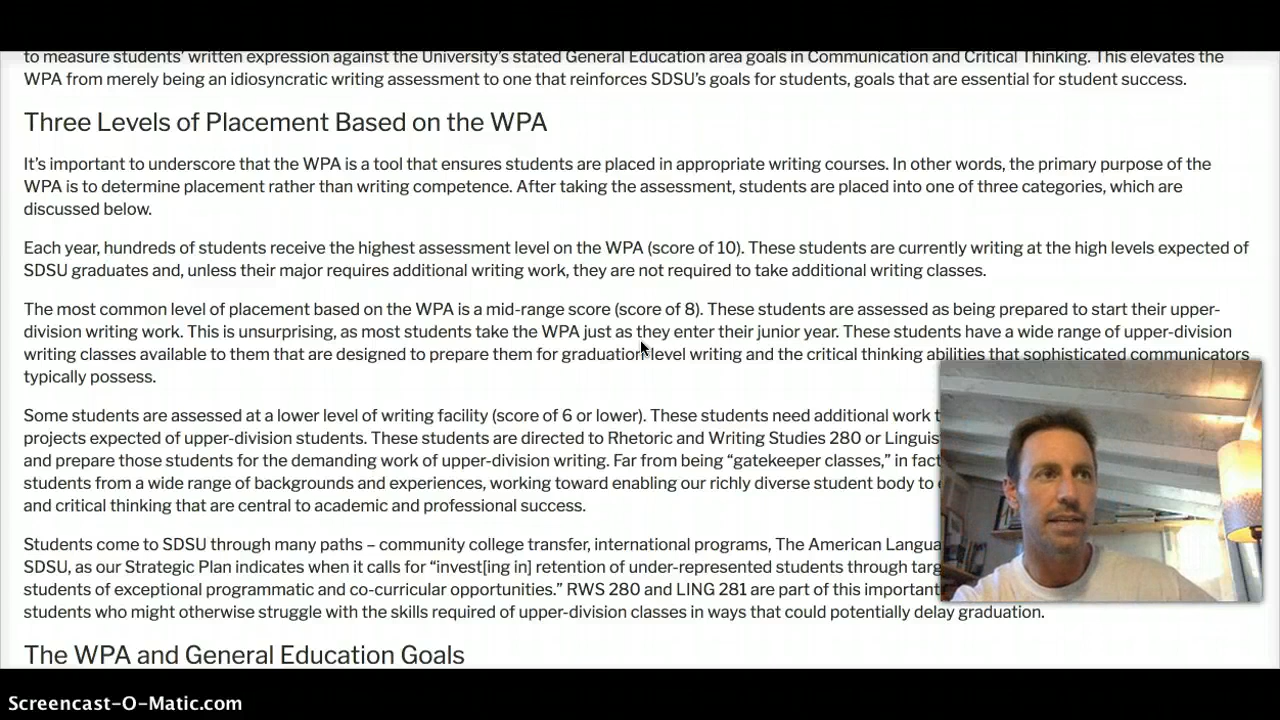 to measure students' written expression against the University's stated General Education area goals in Communication and Critical Thinking. This elevates the
WPA from merely being an idiosyncratic writing assessment to one that reinforces SDSU's goals for students, goals that are essential for student success.
Three Levels of Placement Based on the WPA
It's important to underscore that the WPA is a tool that ensures students are placed in appropriate writing courses. In other words, the primary purpose of the
WPA is to determine placement rather than writing competence. After taking the assessment, students are placed into one of three categories, which are
discussed below.
Each year, hundreds of students receive the highest assessment level on the WPA (score of 10). These students are currently writing at the high levels expected of
SDSU graduates and, unless their major requires additional writing work, they are not required to take additional writing classes.
The most common level of placement based on the WPA is a mid-range score (score of 8). These students are assessed as being prepared to start their upper-
division writing work. This is unsurprising, as most students take the WPA just as they enter their junior year. These students have a wide range of upper-division
writing classes available to them that are designed to prepare them for graduation level writing and the critical thinking abilities that sophisticated communicators
typically possess.
Some students are assessed at a lower level of writing facility (score of 6 or lower). These students need additional work
projects expected of upper-division students. These students are directed to Rhetoric and Writing Studies 280 or
and prepare those students for the demanding work of upper-division writing. Far from being “gatekeeper classes,” in fact
students from a wide range of backgrounds and experiences, working toward enabling our richly diverse student body to
and critical thinking that are central to academic and professional success.
Students come to SDSU through many paths – community college transfer, international programs, The American
SDSU, as our Strategic Plan indicates when it calls for “invest[ing in] retention of under-represented students through
students of exceptional programmatic and co-curricular opportunities.” RWS 280 and LING 281 are part of this important
students who might otherwise struggle with the skills required of upper-division classes in ways that could potentially delay graduation.
The WPA and General Education Goals
Screencast-O-Matic.com